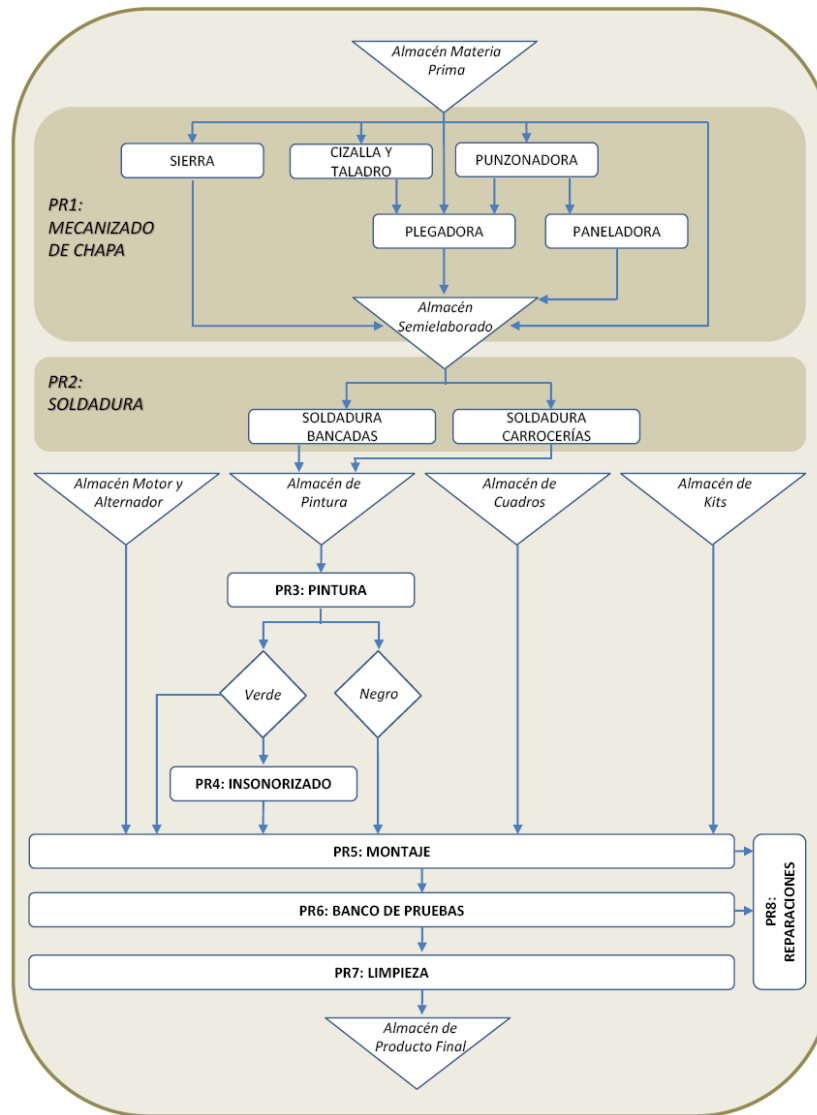 Almacén Materia
Prima
SIERRA
CIZALLA Y
TALADRO
PUNZONADORA
PR1:
MECANIZADO
DE CHAPA
PLEGADORA
PANELADORA
Almacén
Semielaborado
PR2:
SOLDADURA
SOLDADURA
BANCADAS
SOLDADURA
CARROCERÍAS
Almacén Motor y
Alternador
Almacén de
Pintura
Almacén de
Cuadros
Almacén de
Kits
PR3: PINTURA
Verde
Negro
PR4: INSONORIZADO
PR5: MONTAJE
PR6: BANCO DE PRUEBAS
PR8:
REPARACIONES
PR7: LIMPIEZA
Almacén de
Producto Final